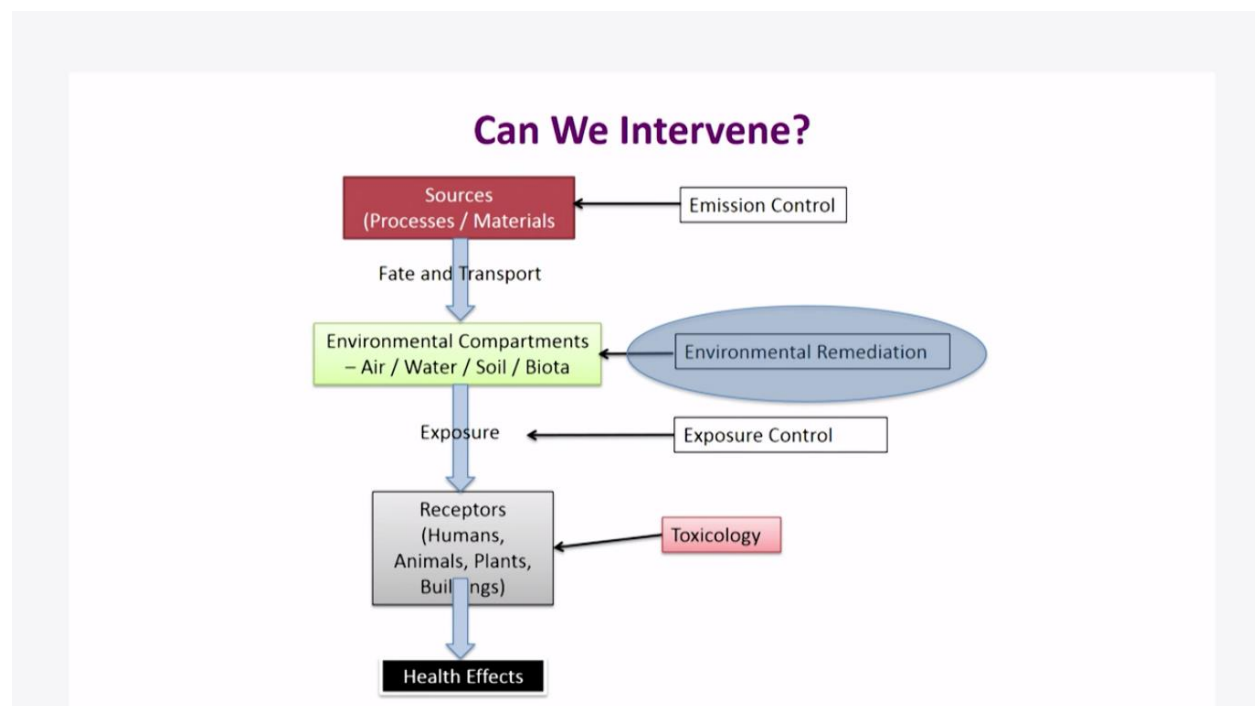 Can We Intervene?
Sources
(Processes / Materials
Emission Control
Fate and Transport
Environmental Compartments
– Air / Water / Soil / Biota
Environmental Remediation
Exposure
Exposure Control
Receptors
(Humans,
Animals, Plants,
Buildings)
Toxicology
Health Effects